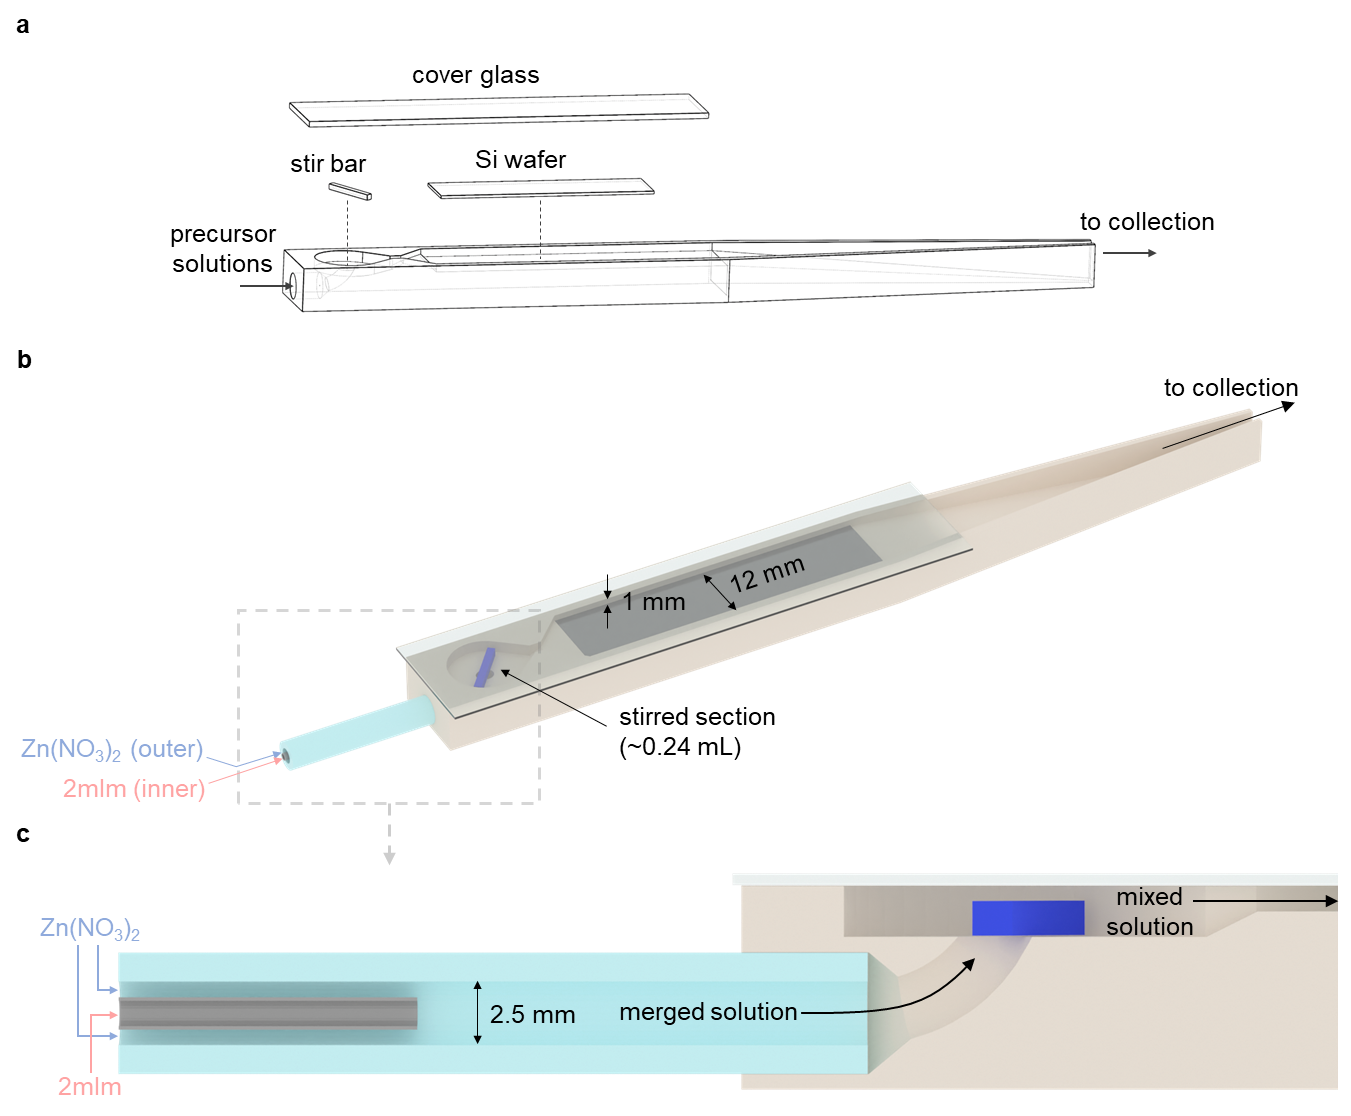 a
cover glass
stir bar
Si wafer
precursor
solutions
to collection
b
to collection
12 mm
1 mm
stirred section
(~0.24 mL)
Zn(NO₃)₂ (outer)
2mIm (inner)
c
Zn(NO₃)₂
mixed
solution
2.5 mm
merged solution
2mIm